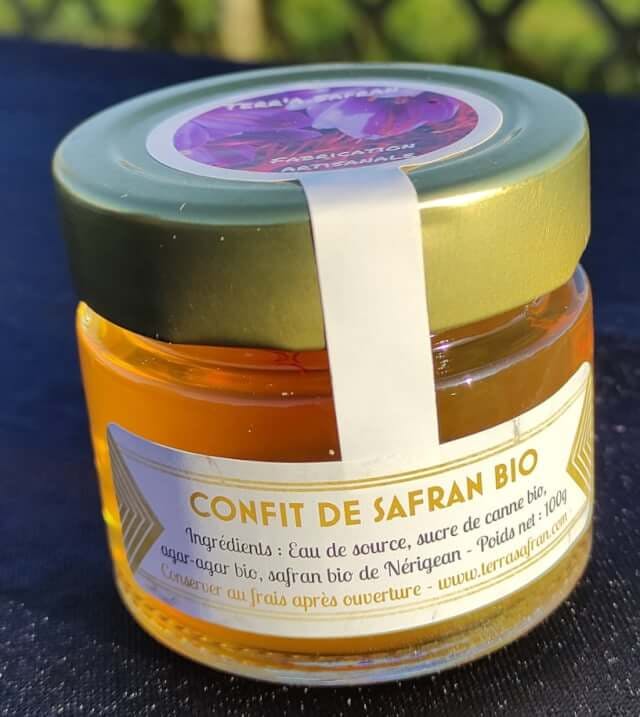 TERR'A SAFRAN
FABRICATION
ARTISANALE
CONFIT DE SAFRAN BIO
Ingrédients : Eau de source, sucre de canne bio,
agar-agar bio, safran bio de Nérigean - Poids net : 100g
Conserver au frais après ouverture - www.terrasafran.com